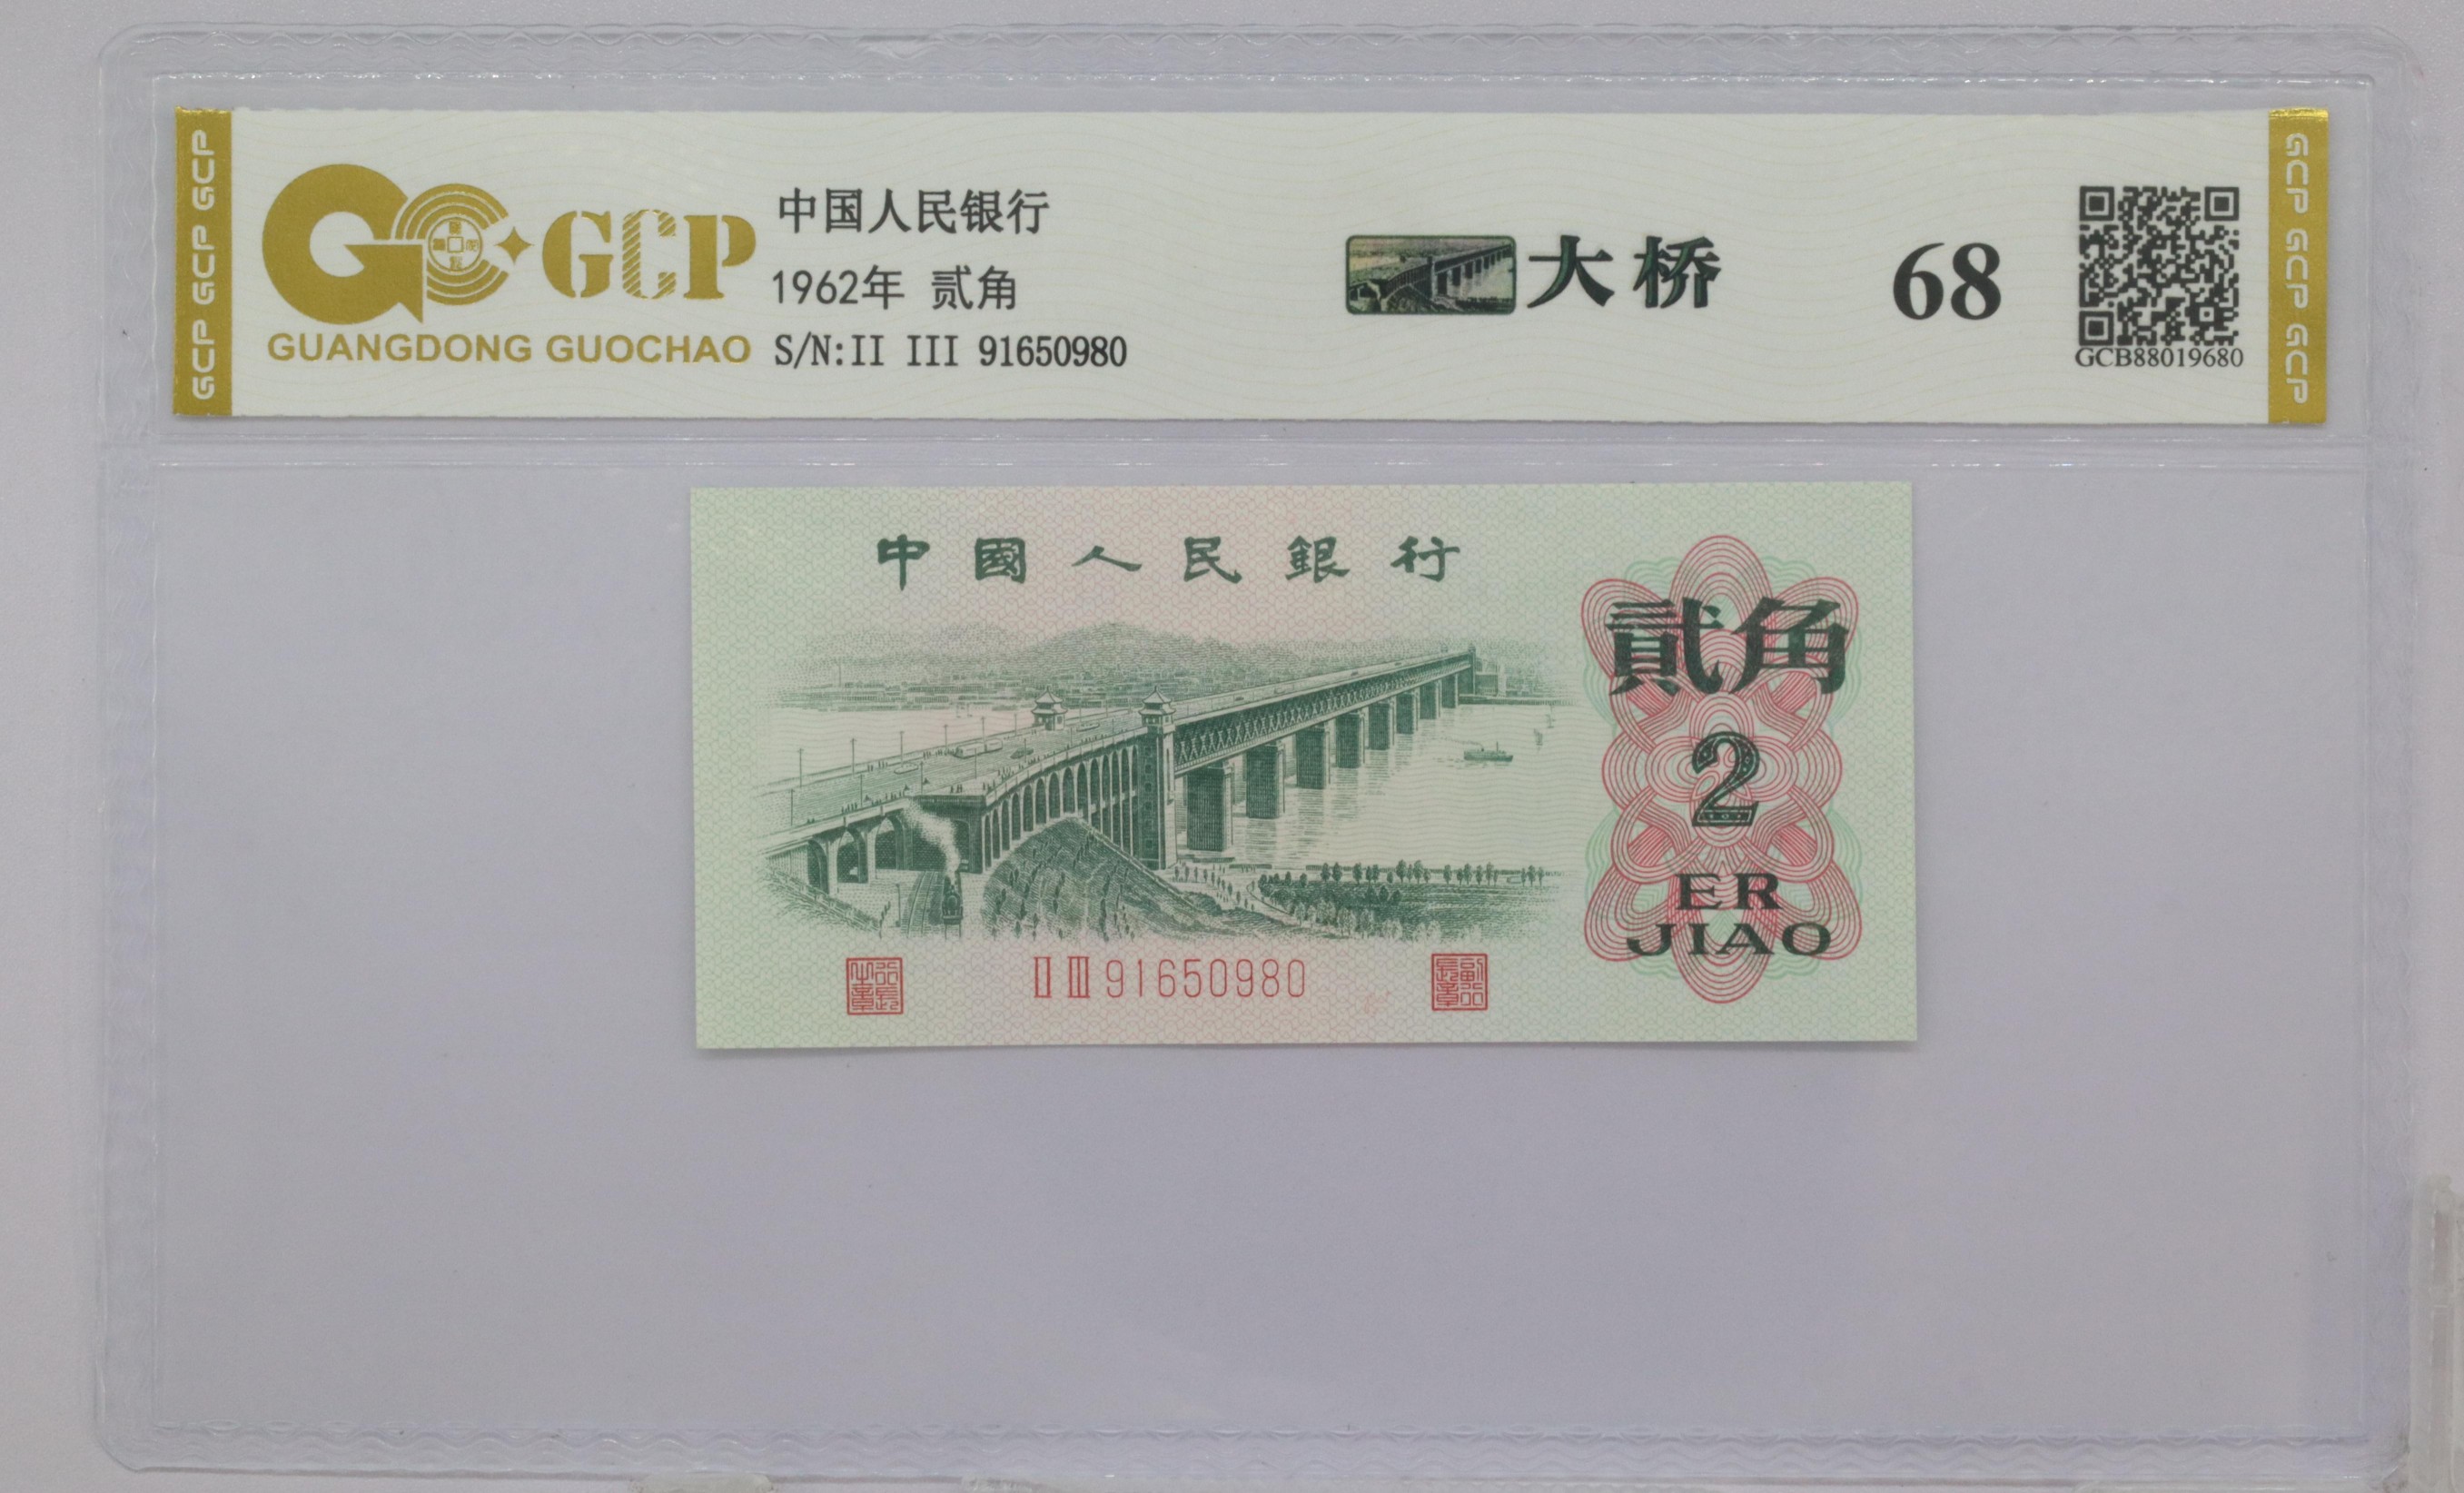 GCP GCP GCP
GCP
GUANGDONG GUOCHAO
中国人民银行
1962年 贰角
S/N:II III 91650980
大桥
68
GCB88019680
GCP GCP GCP
中國人民銀行
貳角
2
ER
JIAO
II III 91650980